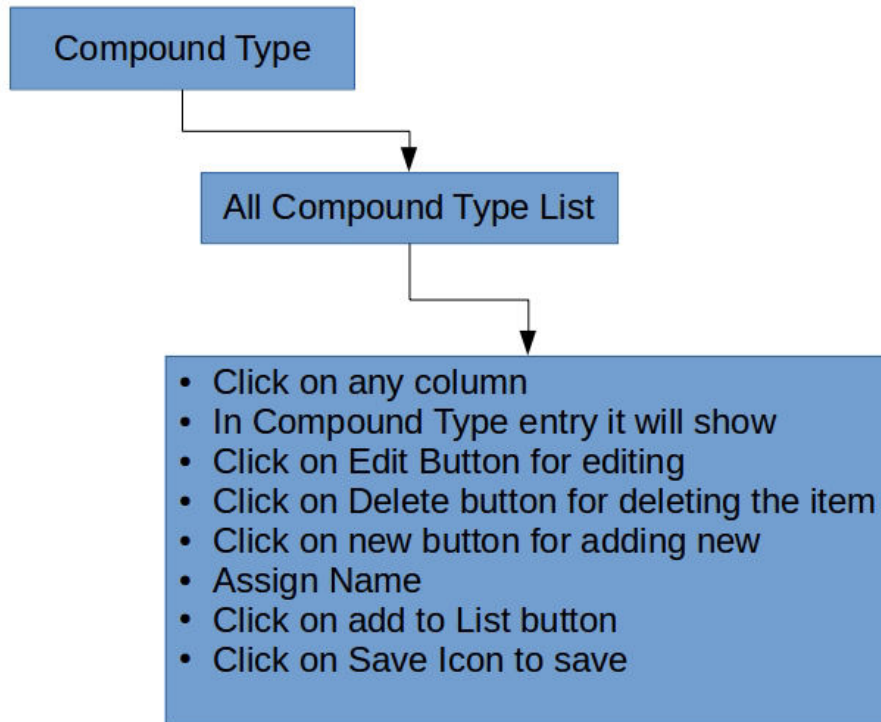 Compound Type
All Compound Type List
• Click on any column
• In Compound Type entry it will show
• Click on Edit Button for editing
• Click on Delete button for deleting the item
• Click on new button for adding new
• Assign Name
• Click on add to List button
• Click on Save Icon to save